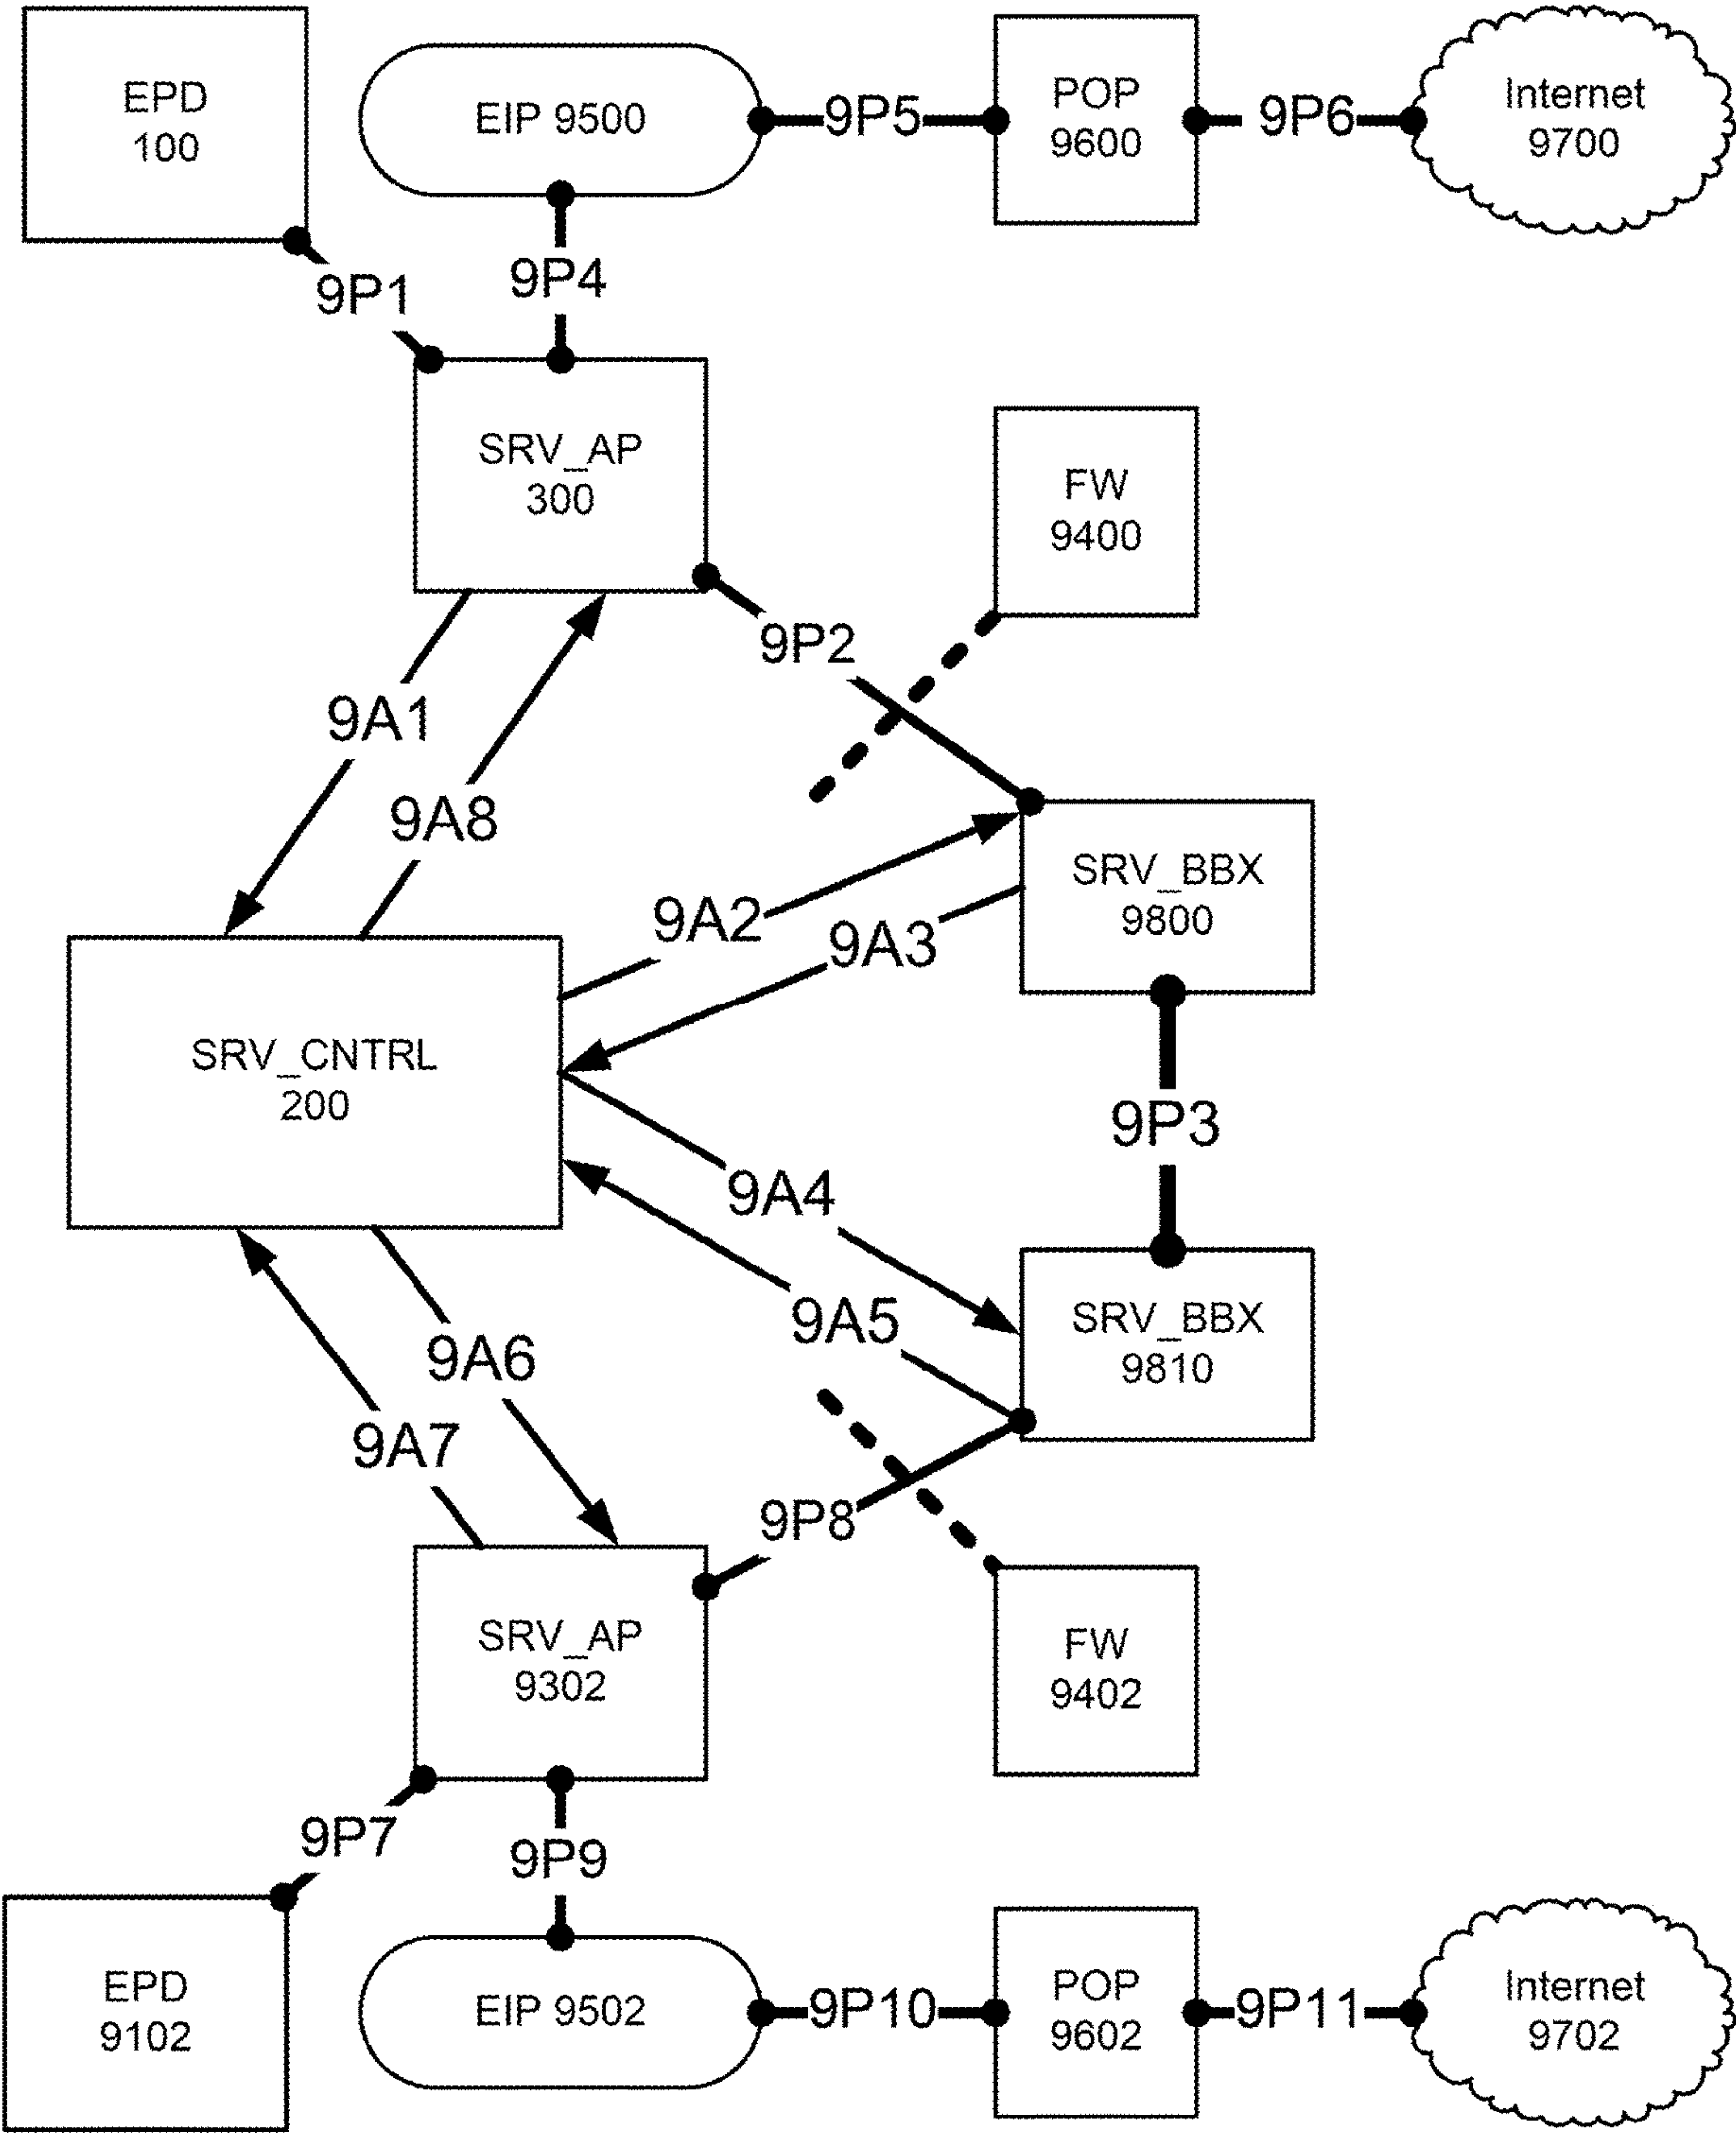 EPD
100
EIP 9500
9P5
POP
9600
9P6
Internet
9700
9P1
9P4
SRV_AP
300
FW
9400
9P2
9A1
9A8
SRV_BBX
9800
9A2
9A3
SRV_CNTRL
200
9P3
9A4
9A5
SRV_BBX
9810
9A6
9A7
9P8
SRV_AP
9302
FW
9402
9P7
9P9
EPD
9102
EIP 9502
9P10
POP
9602
9P11
Internet
9702